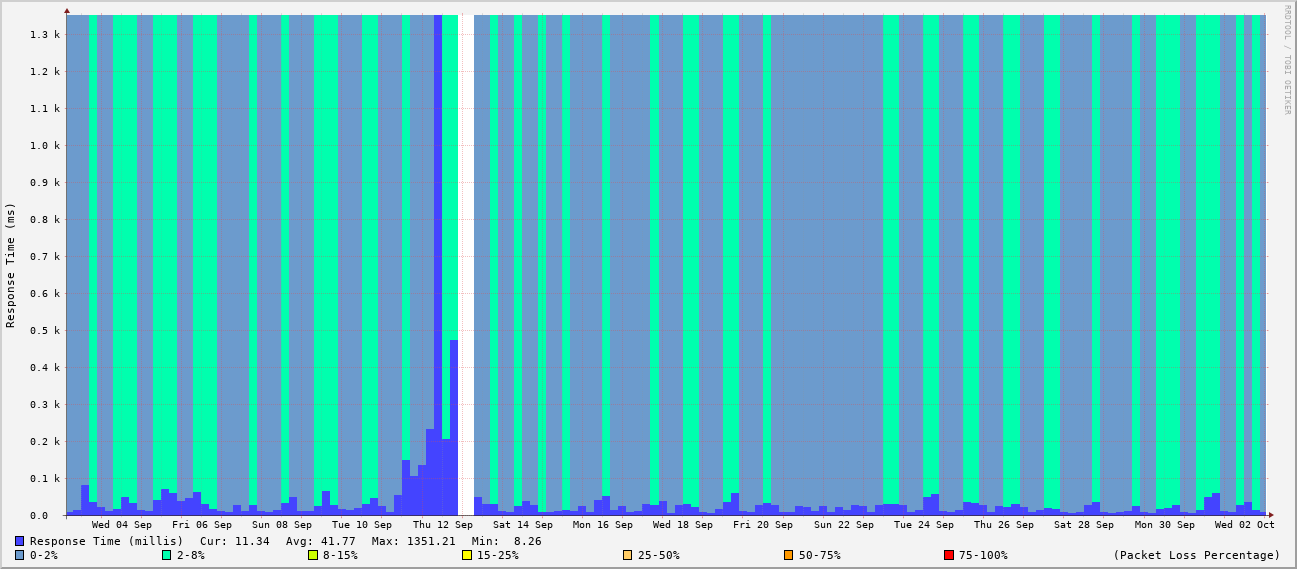 RRDTOOL / TOBI OETIKER
Response Time (ms)
1.3 k
1.2 k
1.1 k
1.0 k
0.9 k
0.8 k
0.7 k
0.6 k
0.5 k
0.4 k
0.3 k
0.2 k
0.1 k
0.0
Wed 04 Sep Fri 06 Sep Sun 08 Sep Tue 10 Sep Thu 12 Sep Sat 14 Sep Mon 16 Sep Wed 18 Sep Fri 20 Sep Sun 22 Sep Tue 24 Sep Thu 26 Sep Sat 28 Sep Mon 30 Sep Wed 02 Oct
Response Time (millis) Cur: 11.34 Avg: 41.77 Max: 1351.21 Min: 8.26
0-2% 2-8% 8-15% 15-25% 25-50% 50-75% 75-100% (Packet Loss Percentage)